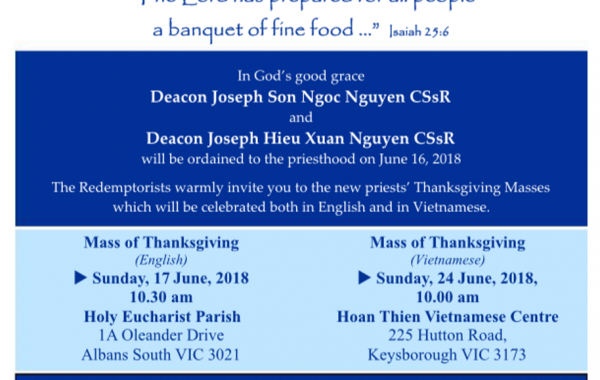 The Lord has prepared for all people
a banquet of fine food ..." Isaiah 25:6
In God's good grace
Deacon Joseph Son Ngoc Nguyen CSsR
and
Deacon Joseph Hieu Xuan Nguyen CSsR
will be ordained to the priesthood on June 16, 2018
The Redemptorists warmly invite you to the new priests' Thanksgiving Masses
which will be celebrated both in English and in Vietnamese.
Mass of Thanksgiving
(English)
▶ Sunday, 17 June, 2018
10.30 am
Holy Eucharist Parish
1A Oleander Drive
Albans South VIC 3021
Mass of Thanksgiving
(Vietnamese)
▶ Sunday, 24 June, 2018,
10.00 am
Hoan Thien Vietnamese Centre
225 Hutton Road,
Keysborough VIC 3173